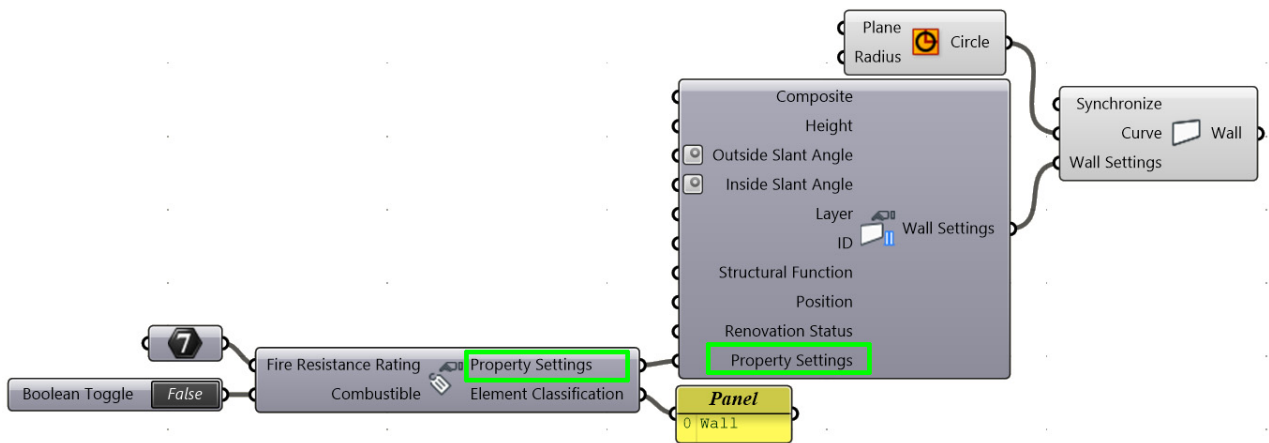 Plane
Radius
Circle
Composite
Height
Outside Slant Angle
Inside Slant Angle
Layer
ID
Structural Function
Position
Renovation Status
Property Settings
Wall Settings
Synchronize
Curve
Wall Settings
Wall
7
Boolean Toggle False
Fire Resistance Rating
Combustible
Property Settings
Element Classification
Panel
0 Wall